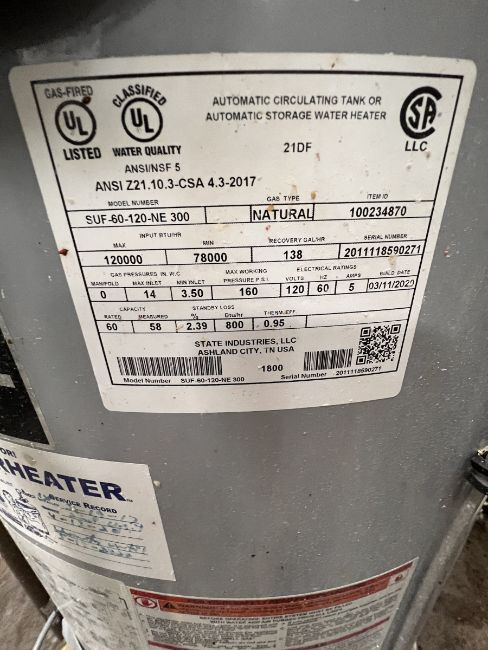 GAS-FIRED
UL
LISTED
CLASSIFIED
UL
WATER QUALITY
ANSI/NSF 5
AUTOMATIC CIRCULATING TANK OR
AUTOMATIC STORAGE WATER HEATER
21DF
SA
LLC
ANSI Z21.10.3-CSA 4.3-2017
MODEL NUMBER GAS TYPE ITEM ID
SUF-60-120-NE 300 NATURAL 100234870
INPUT BTU/HR RECOVERY GAL/HR SERIAL NUMBER
MAX MIN
120000 78000 138 2011118590271
GAS PRESSURES IN. W.C. MAX WORKING ELECTRICAL RATINGS
MANIFOLD MAX INLET MIN INLET PRESSURE P.S.I. VOLTS HZ AMPS MALD DATE
0 14 3.50 160 120 60 5 03/11/2020
CAPACITY STANDBY LOSS
RATED MEASURED % Btu/hr THERM.EFF.
60 58 2.39 800 0.95
STATE INDUSTRIES, LLC
ASHLAND CITY, TN USA
1800
Model Number SUF-60-120-NE 300 Serial Number 2011118590271
RHEATER
SERVICE RECORD
WARNING